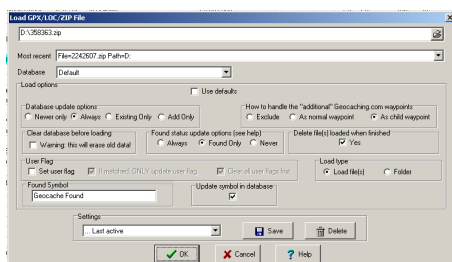 Load GPX/LOC/ZIP File
D:\358363.zip
Most recent File=2242607.zip Path=D:
Database Default
Load options
Use defaults
Database update options
Newer only Always Existing Only Add Only
How to handle the "additional" Geocaching.com waypoints
Exclude As normal waypoint As child waypoint
Clear database before loading
Warning: this will erase old data!
Found status update options (see help)
Always Found Only Never
Delete file(s) loaded when finished
Yes
User Flag
Set user flag If matched, ONLY update user flag Clear all user flags first
Load type
Load file(s) Folder
Found Symbol
Geocache Found
Update symbol in database
Settings
... Last active
Save
Delete
OK
Cancel
Help